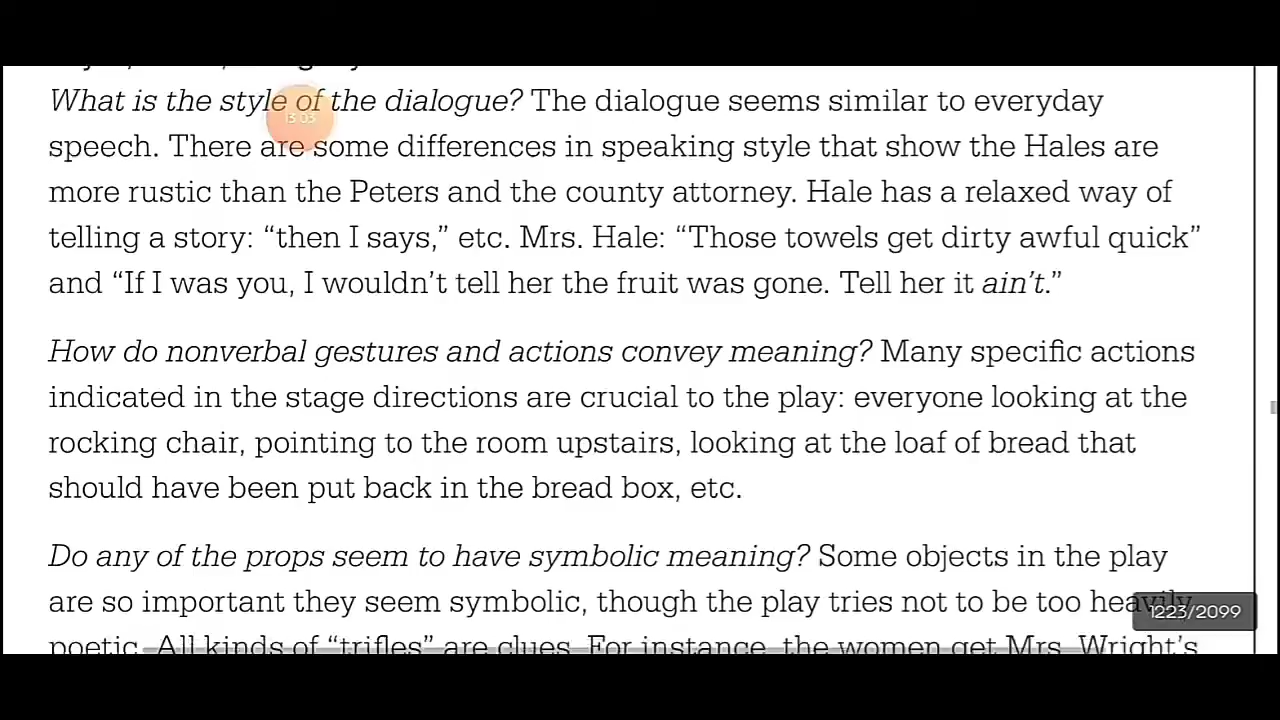 What is the style of the dialogue? The dialogue seems similar to everyday
13:03
speech. There are some differences in speaking style that show the Hales are
more rustic than the Peters and the county attorney. Hale has a relaxed way of
telling a story: “then I says,” etc. Mrs. Hale: “Those towels get dirty awful quick”
and “If I was you, I wouldn’t tell her the fruit was gone. Tell her it ain’t.”
How do nonverbal gestures and actions convey meaning? Many specific actions
indicated in the stage directions are crucial to the play: everyone looking at the
rocking chair, pointing to the room upstairs, looking at the loaf of bread that
should have been put back in the bread box, etc.
Do any of the props seem to have symbolic meaning? Some objects in the play
are so important they seem symbolic, though the play tries not to be too heavily
1223/2099
poetic. All kinds of “trifles” are clues. For instance, the women get Mrs. Wright’s